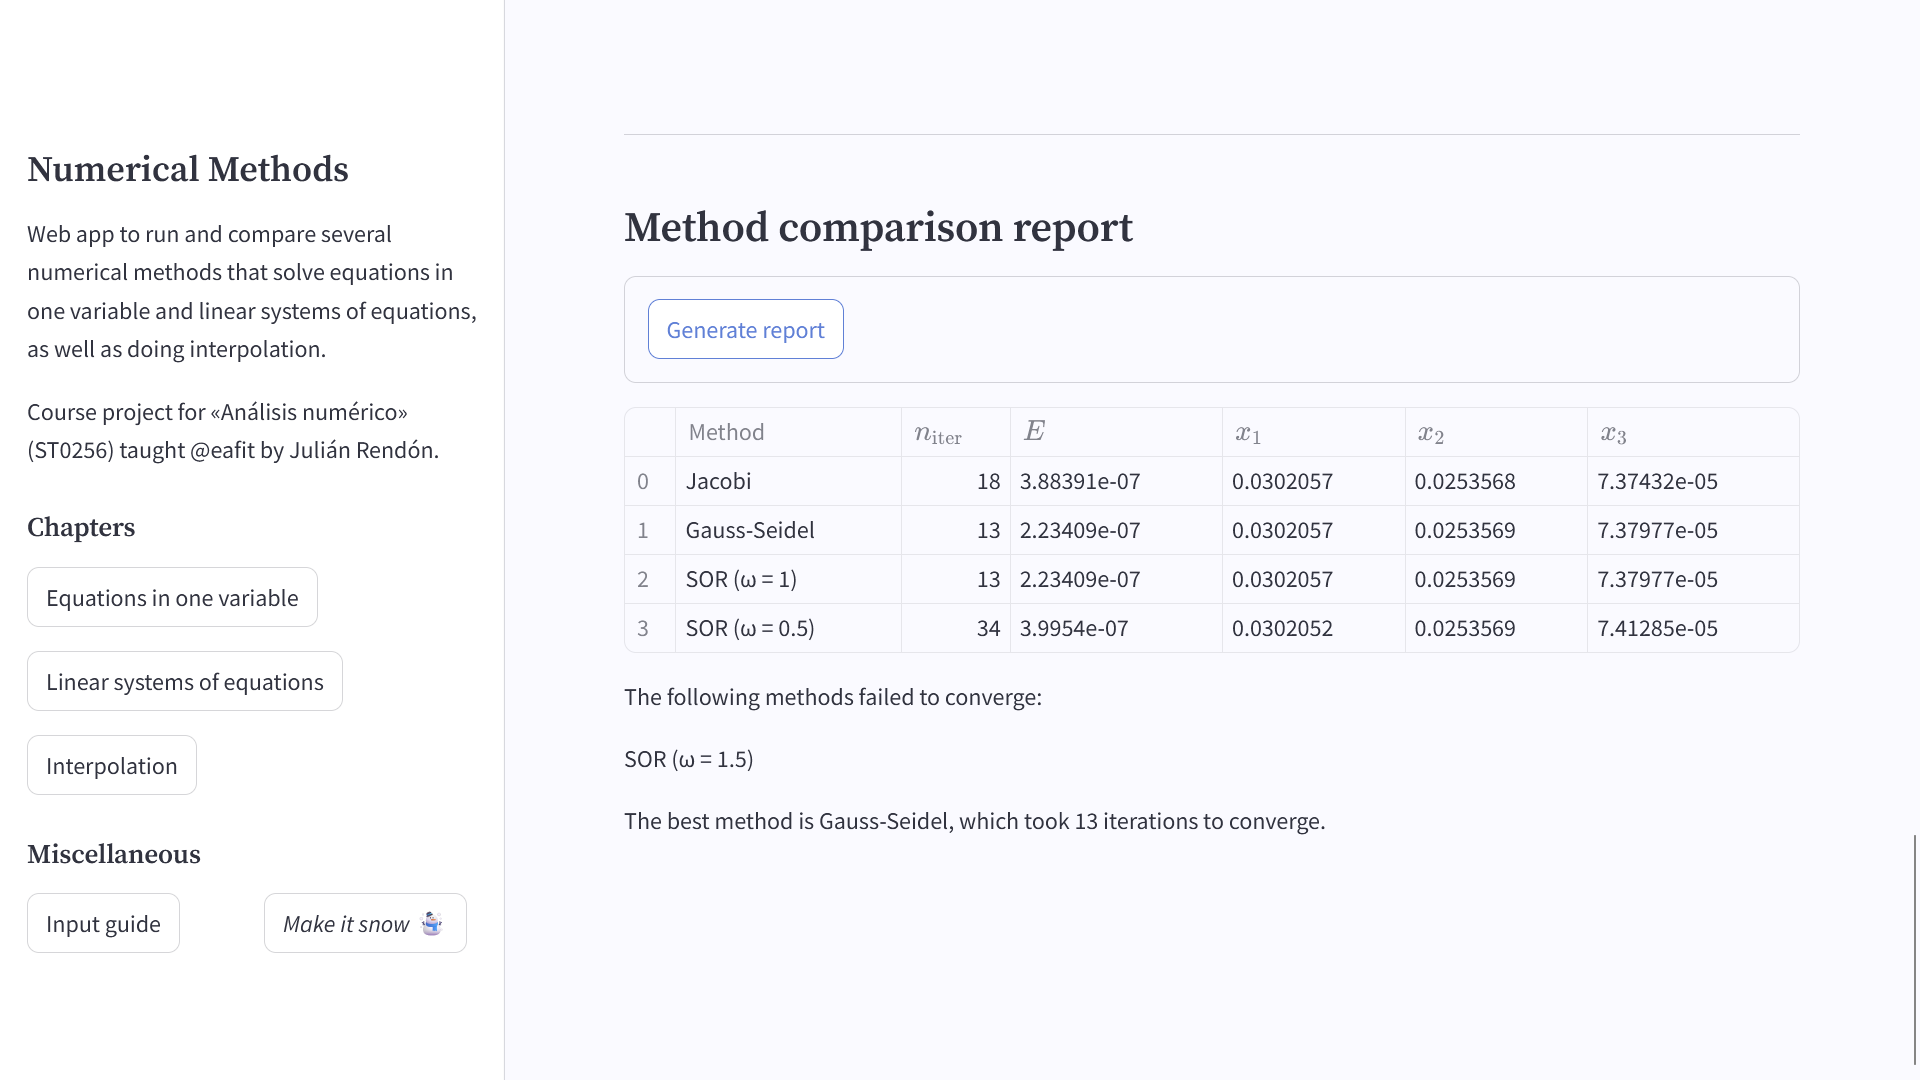 Numerical Methods
Web app to run and compare several
numerical methods that solve equations in
one variable and linear systems of equations,
as well as doing interpolation.
Course project for «Análisis numérico»
(ST0256) taught @eafit by Julián Rendón.
Chapters
Equations in one variable
Linear systems of equations
Interpolation
Miscellaneous
Input guide
Make it snow ☃️
Method comparison report
Generate report
Method n_iter E x_1 x_2 x_3
0 Jacobi 18 3.88391e-07 0.0302057 0.0253568 7.37432e-05
1 Gauss-Seidel 13 2.23409e-07 0.0302057 0.0253569 7.37977e-05
2 SOR (ω = 1) 13 2.23409e-07 0.0302057 0.0253569 7.37977e-05
3 SOR (ω = 0.5) 34 3.9954e-07 0.0302052 0.0253569 7.41285e-05
The following methods failed to converge:
SOR (ω = 1.5)
The best method is Gauss-Seidel, which took 13 iterations to converge.